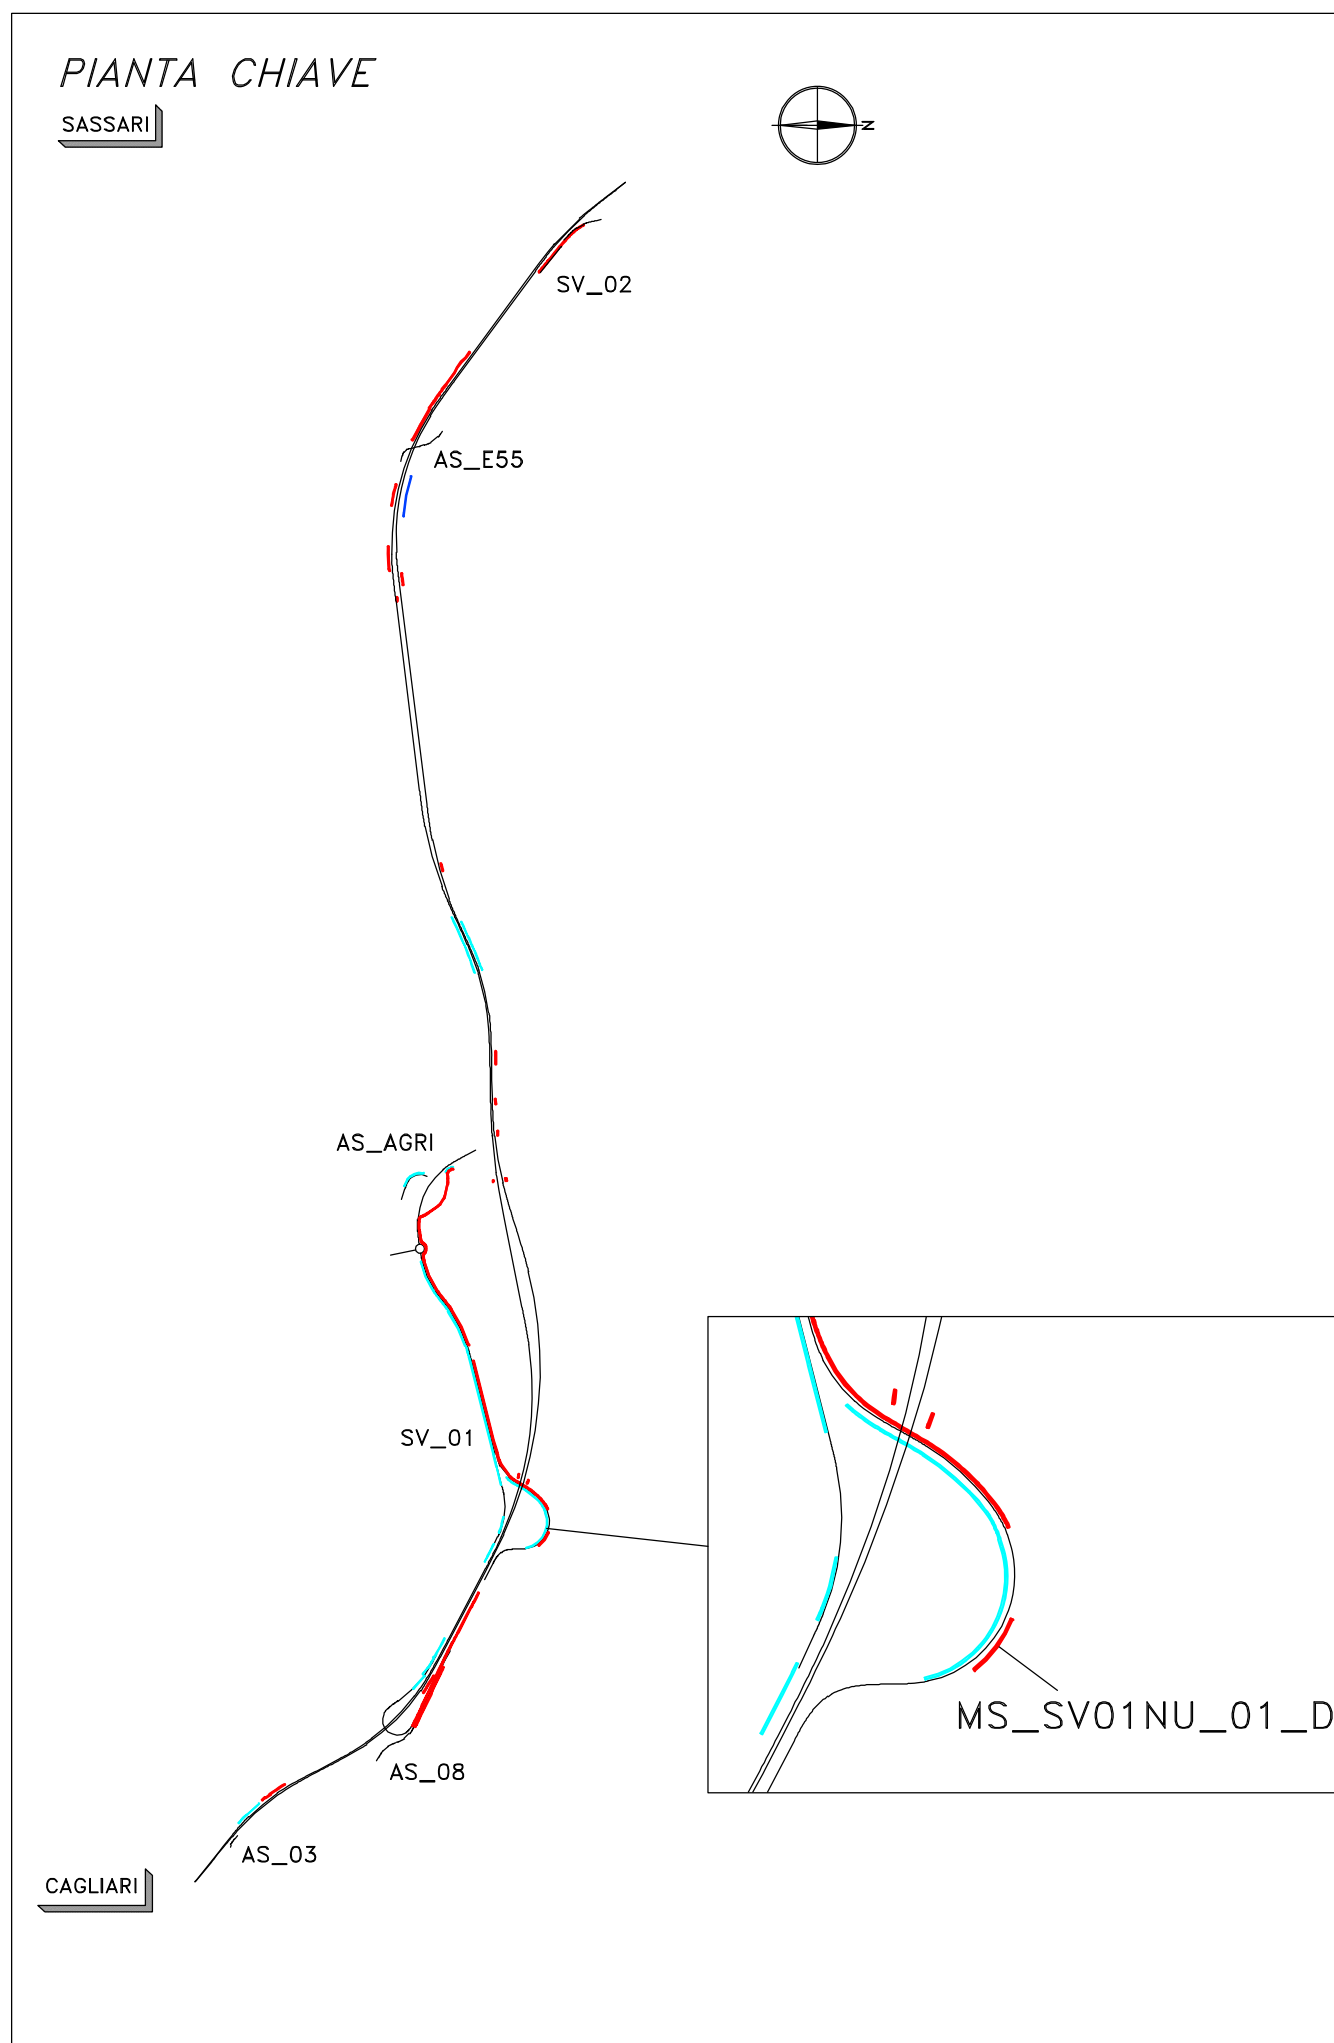 PIANTA CHIAVE
SASSARI
N
SV_02
AS_E55
AS_AGRI
SV_01
MS_SV01NU_01_D
AS_08
AS_03
CAGLIARI